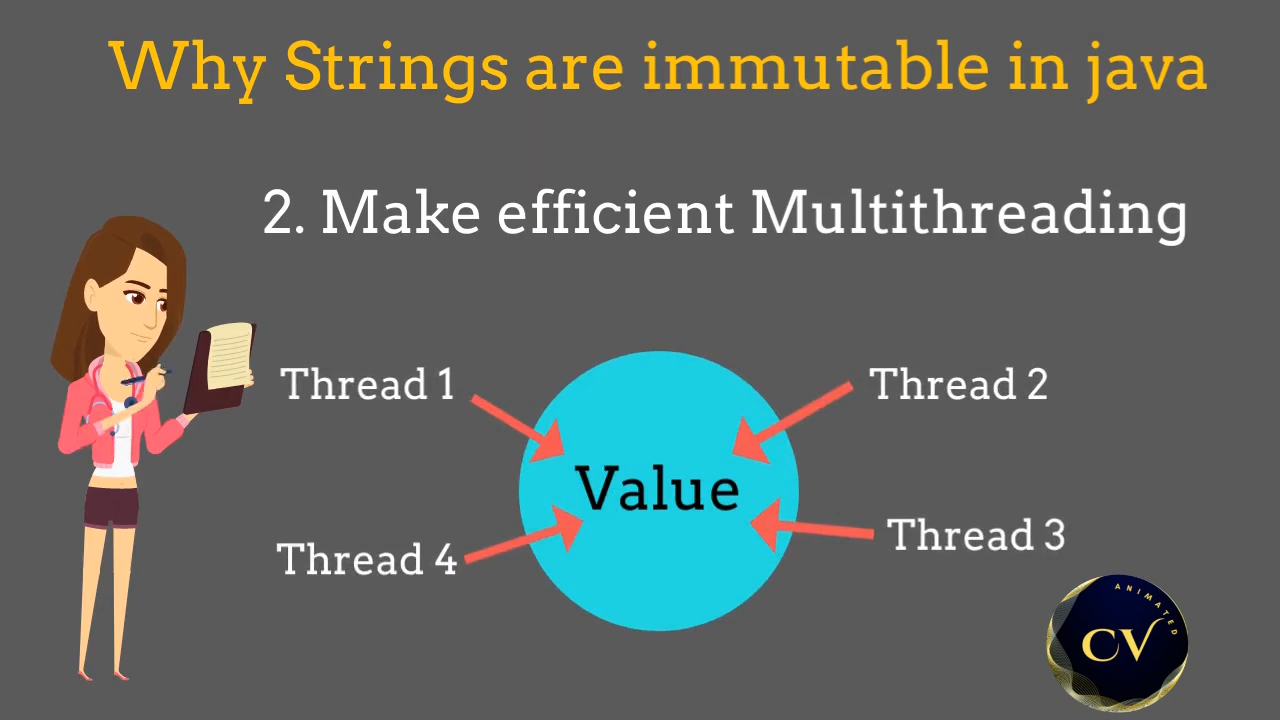 Why Strings are immutable in java
2. Make efficient Multithreading
Thread 1
Thread 2
Value
Thread 3
Thread 4
ANIMATED
CV